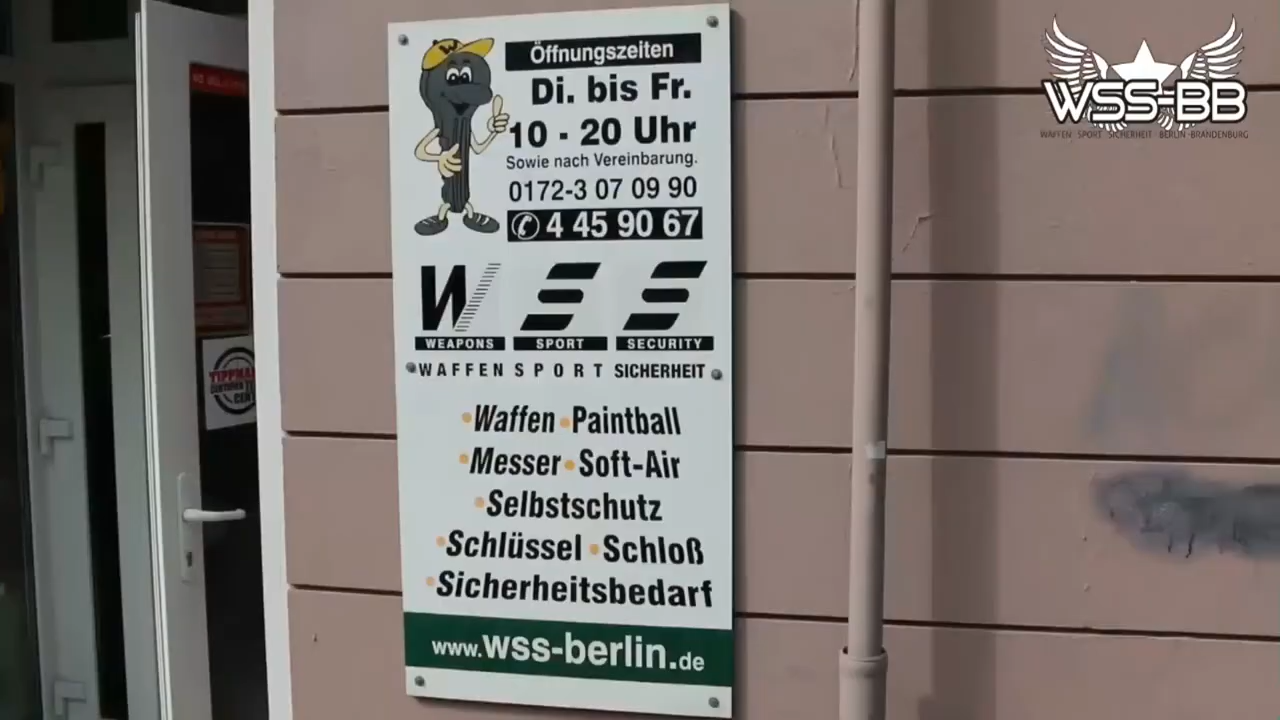 Öffnungszeiten
Di. bis Fr.
10 - 20 Uhr
Sowie nach Vereinbarung.
0172-3 07 09 90
✆ 4 45 90 67
W S S
WEAPONS SPORT SECURITY
WAFFEN SPORT SICHERHEIT
•Waffen •Paintball
•Messer •Soft-Air
•Selbstschutz
•Schlüssel •Schloß
•Sicherheitsbedarf
www.wss-berlin.de
W
WSS-BB
WAFFEN SPORT SICHERHEIT BERLIN-BRANDENBURG